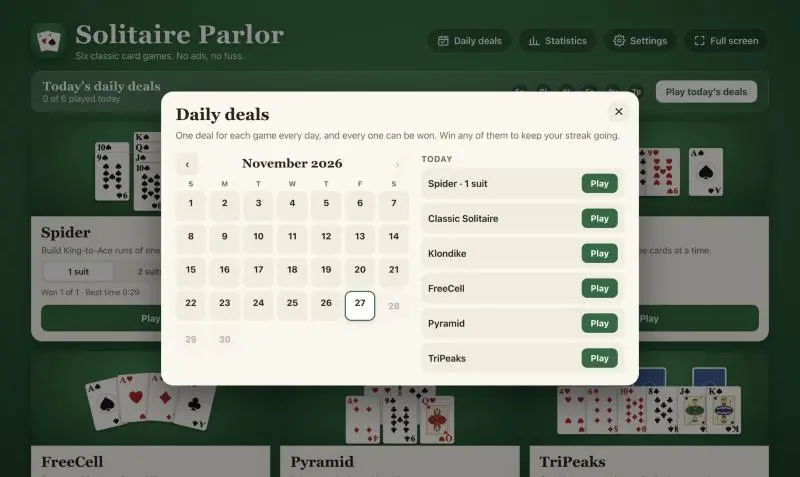 Solitaire Parlor
Six classic card games. No ads, no fuss.
Daily deals
Statistics
Settings
Full screen
Today's daily deals
0 of 6 played today
Play today's deals
Daily deals
×
One deal for each game every day, and every one can be won. Win any of them to keep your streak going.
‹ November 2026 ›
S M T W T F S
1 2 3 4 5 6 7
8 9 10 11 12 13 14
15 16 17 18 19 20 21
22 23 24 25 26 27 28
29 30
TODAY
Spider · 1 suit Play
Classic Solitaire Play
Klondike Play
FreeCell Play
Pyramid Play
TriPeaks Play
Spider
Build King-to-Ace runs of one
1 suit
Won 1 of 1 · Best time 0:29
Play
e cards at a time.
Play
FreeCell
Pyramid
TriPeaks